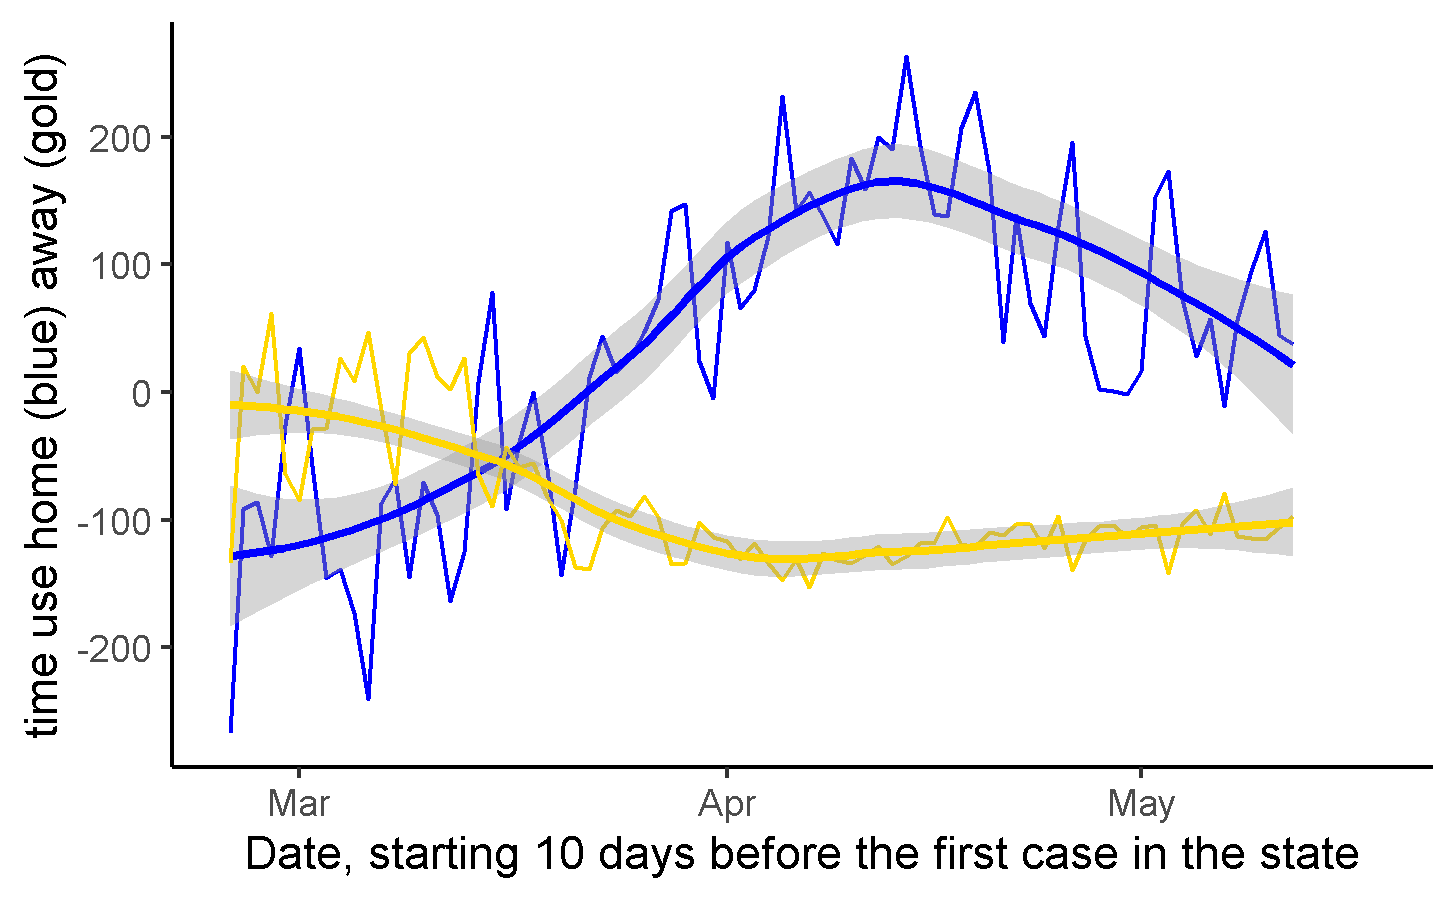 time use home (blue) away (gold)
200
100
0
-100
-200
Mar
Apr
May
Date, starting 10 days before the first case in the state